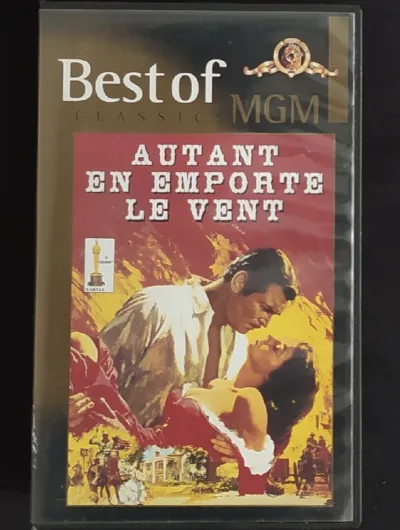 Best of
CLASSICS
MGM
AUTANT
EN EMPORTE
LE VENT